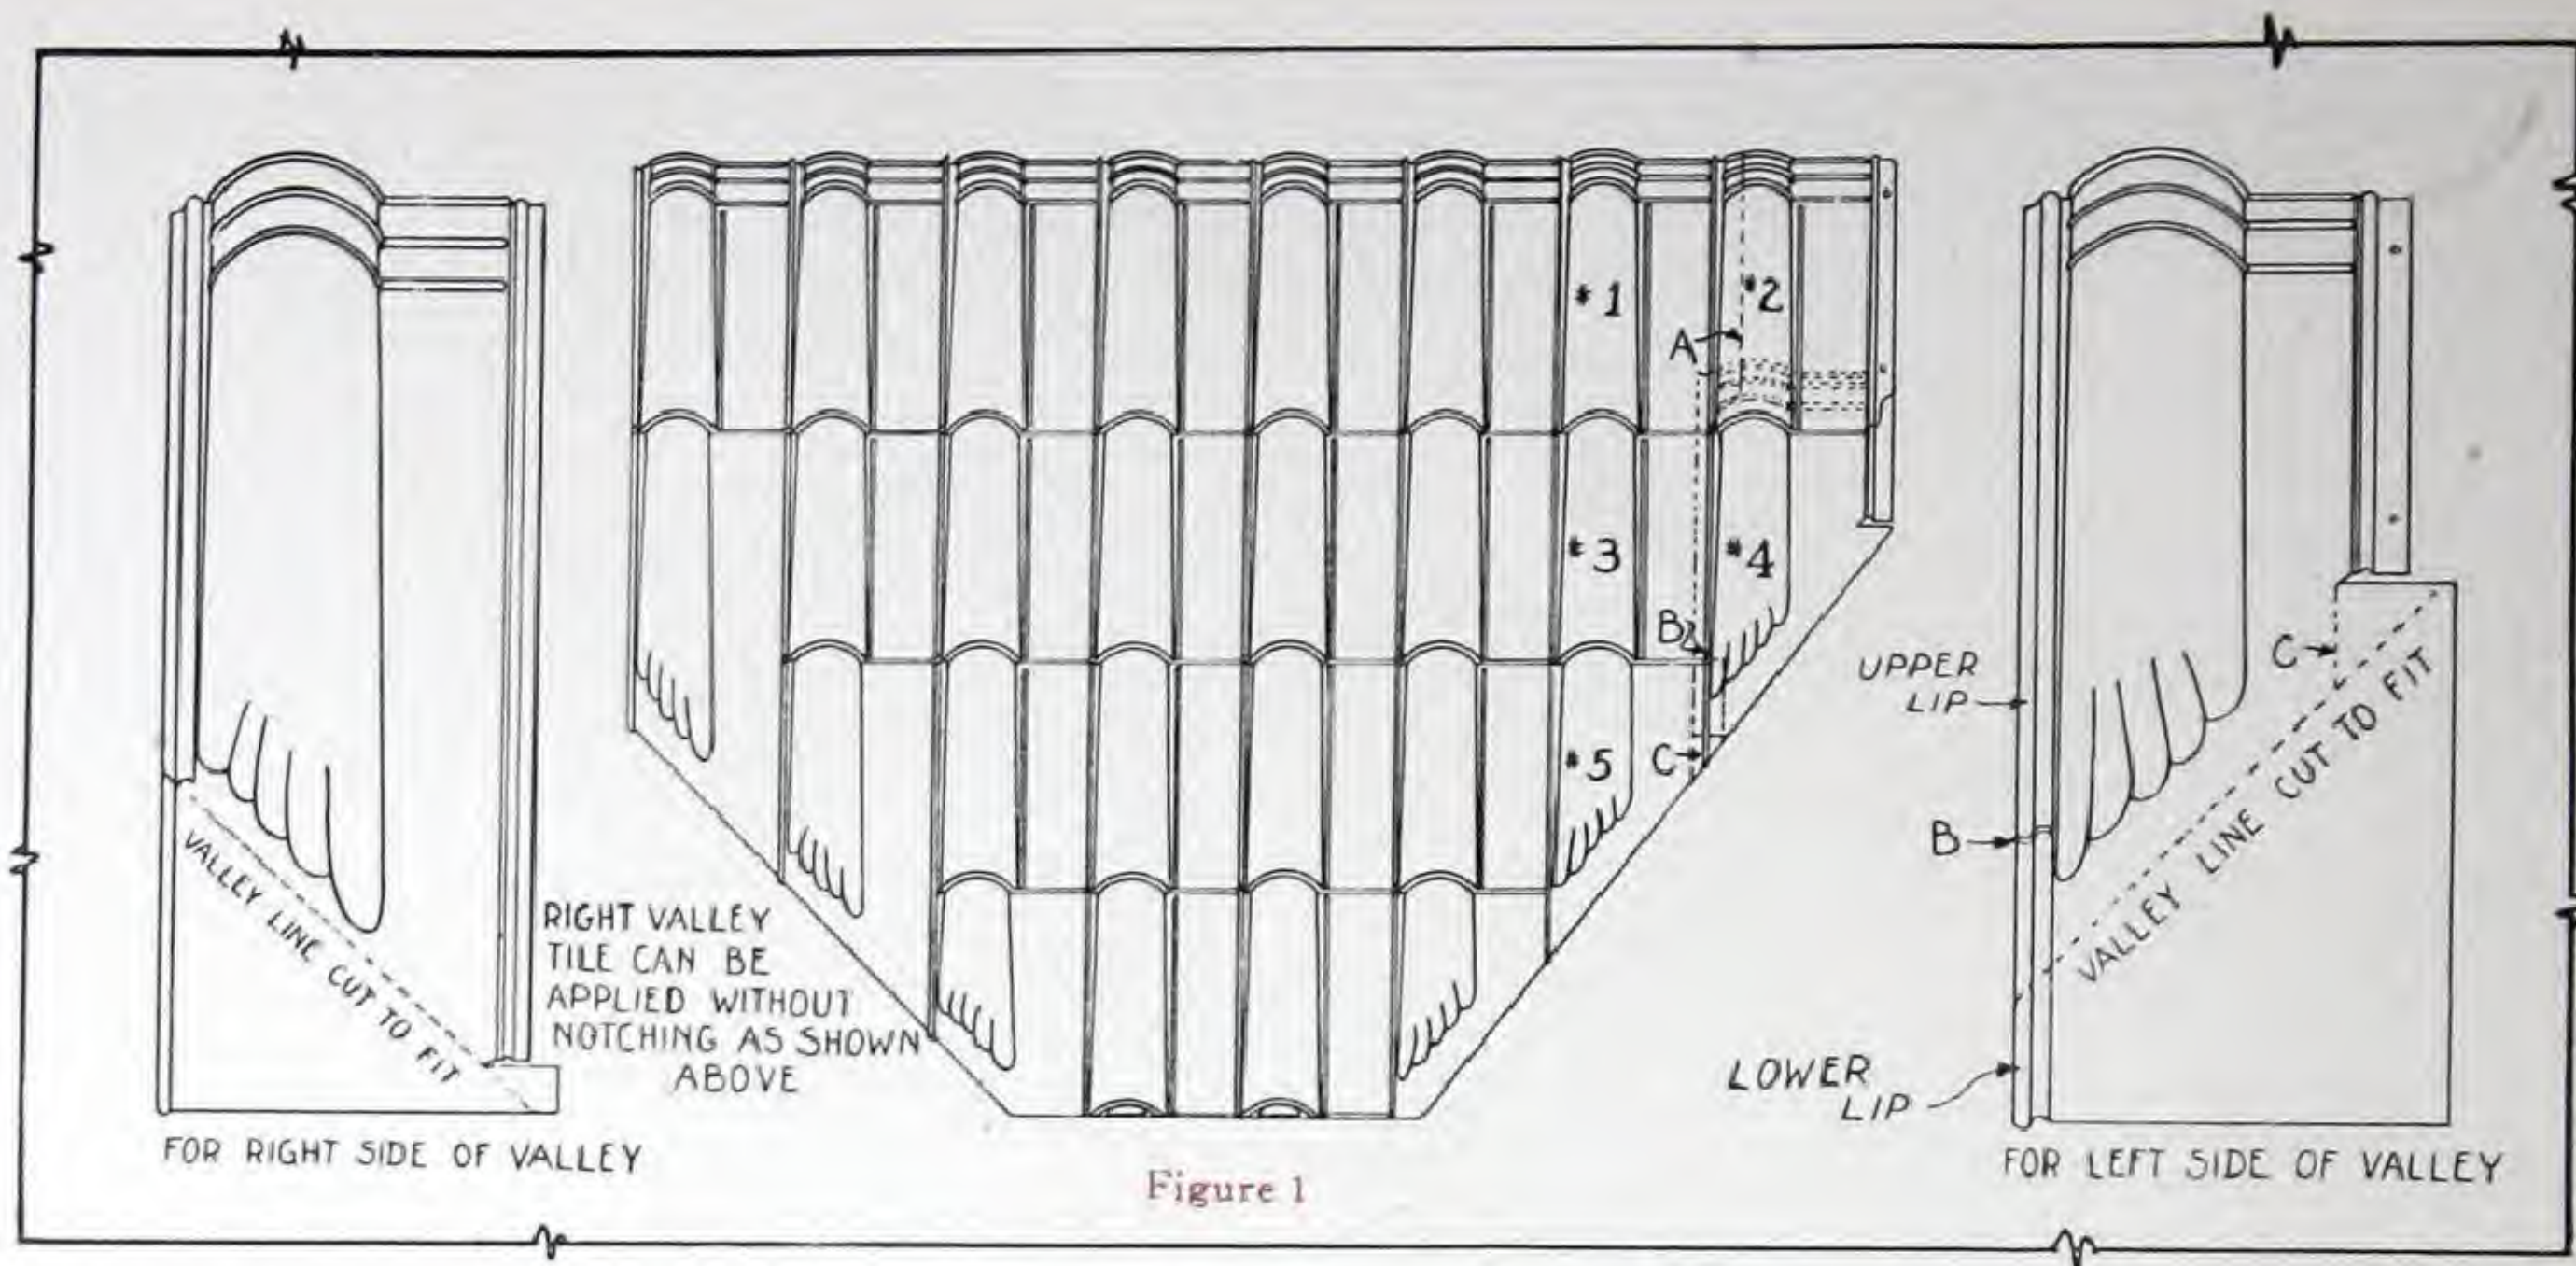 VALLEY LINE CUT TO FIT
RIGHT VALLEY
TILE CAN BE
APPLIED WITHOUT
NOTCHING AS SHOWN
ABOVE
FOR RIGHT SIDE OF VALLEY
#1
#2
A
#3
#4
B
#5
C
Figure 1
UPPER
LIP
B
C
VALLEY LINE CUT TO FIT
LOWER
LIP
FOR LEFT SIDE OF VALLEY